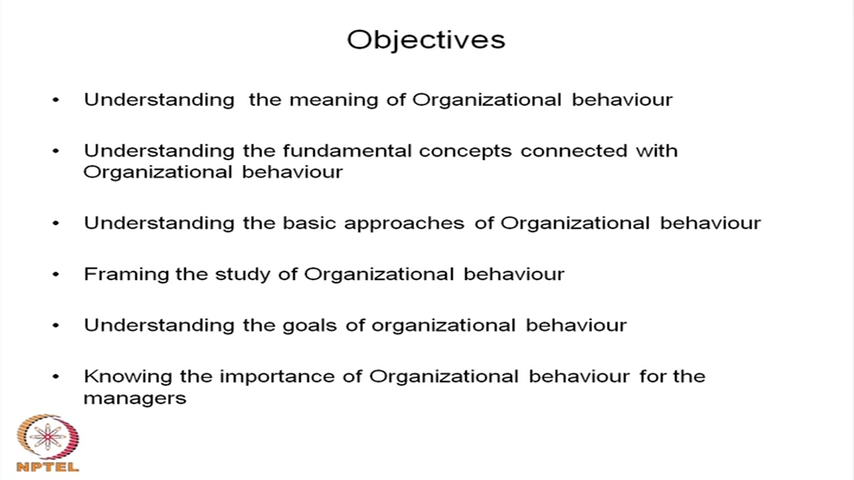 Objectives
• Understanding the meaning of Organizational behaviour
• Understanding the fundamental concepts connected with
Organizational behaviour
• Understanding the basic approaches of Organizational behaviour
• Framing the study of Organizational behaviour
• Understanding the goals of organizational behaviour
• Knowing the importance of Organizational behaviour for the
managers
NPTEL